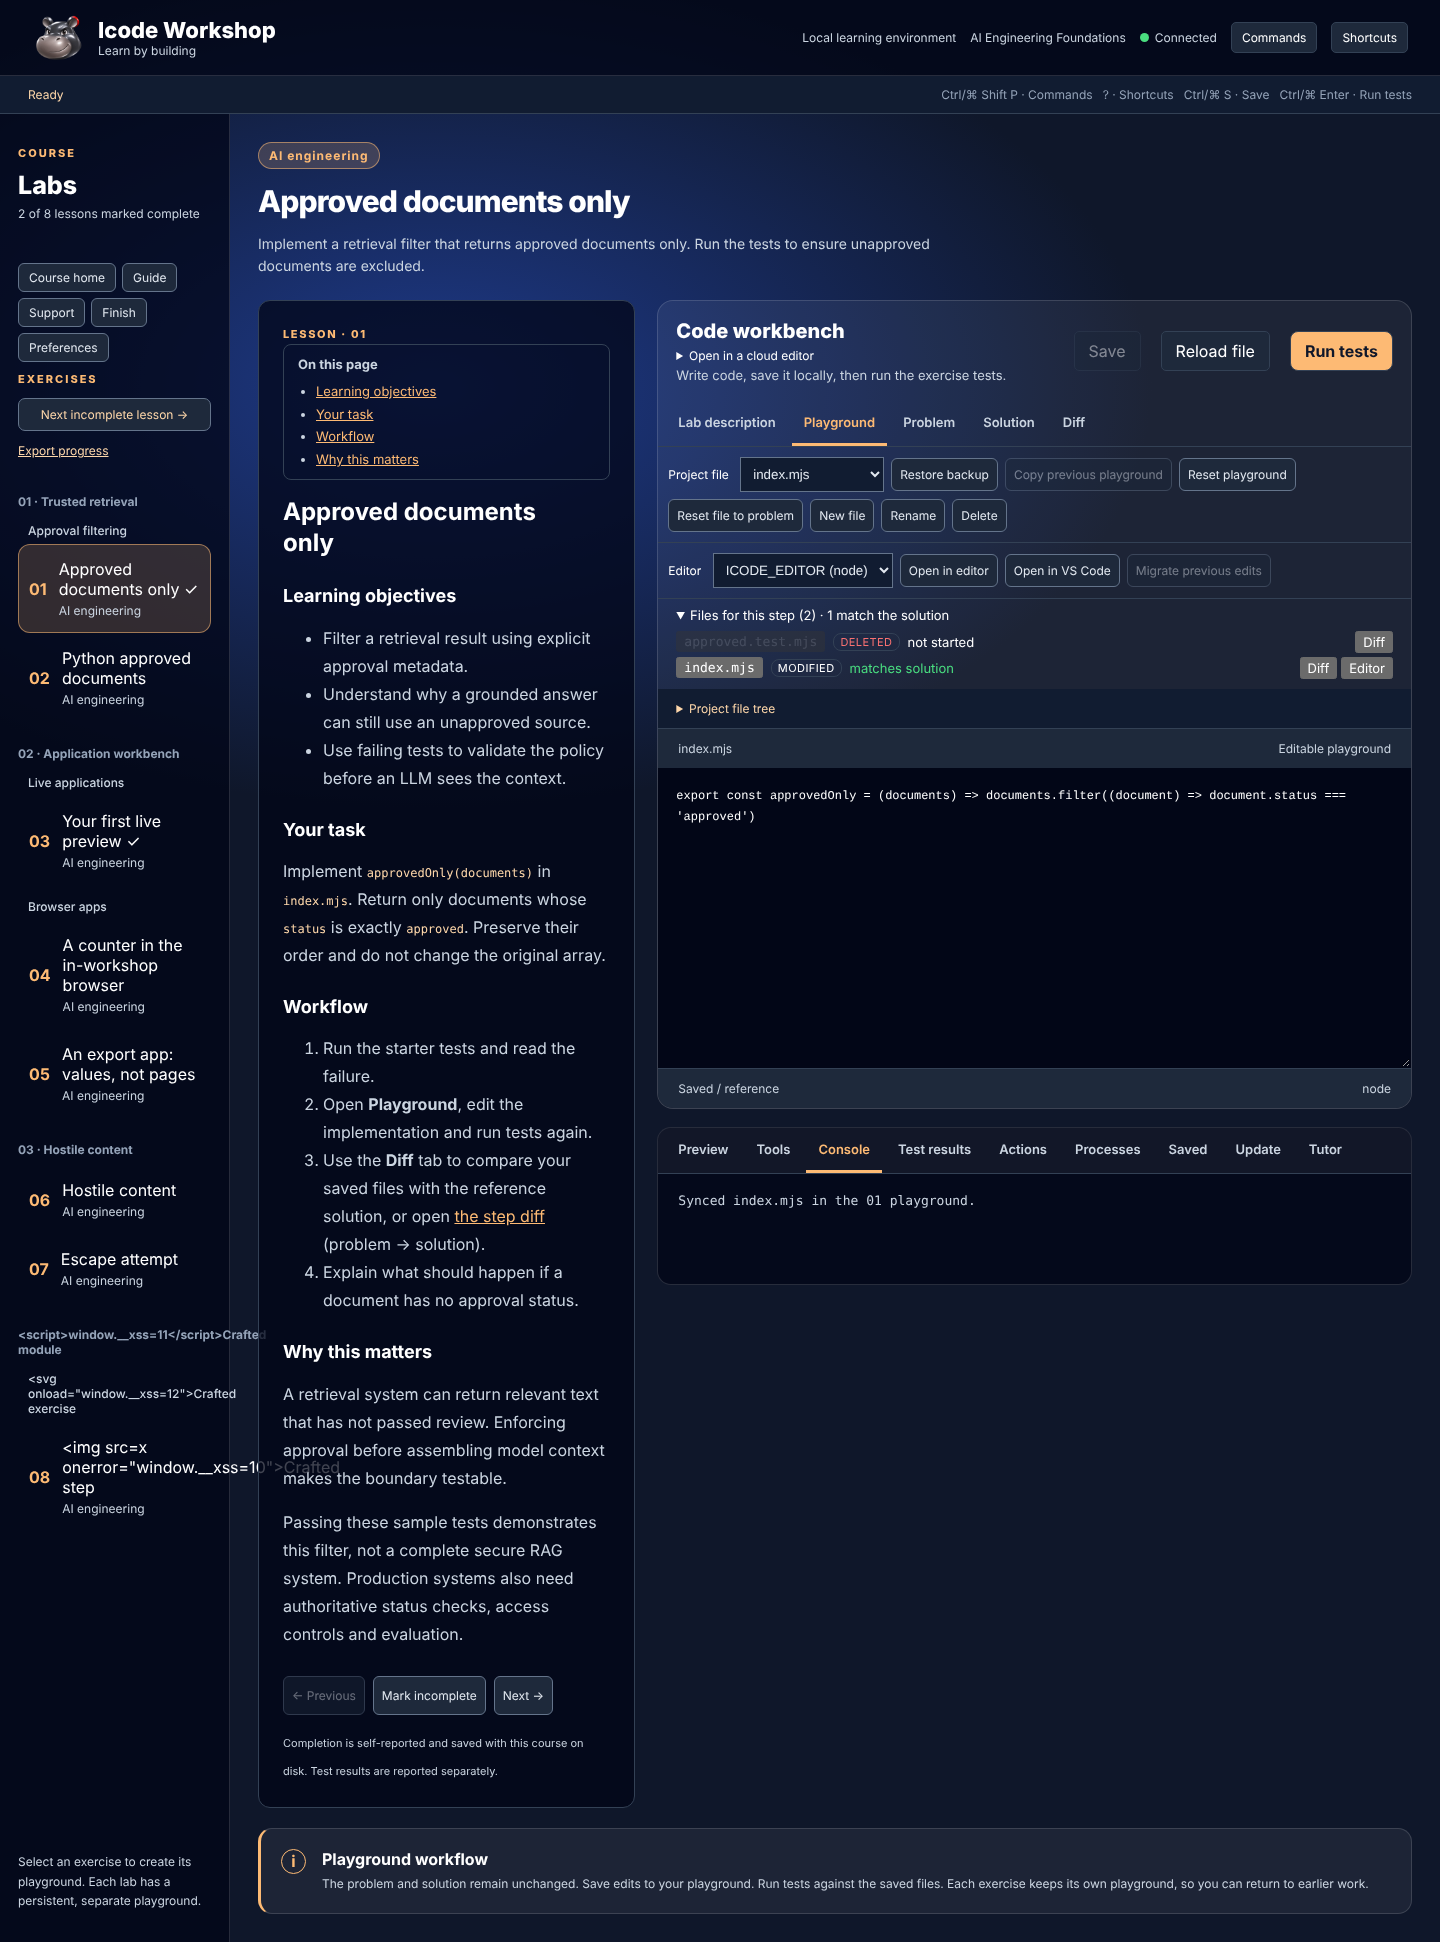 Icode Workshop
Learn by building
Local learning environment
AI Engineering Foundations
Connected
Commands
Shortcuts
Ready
Ctrl/⌘ Shift P · Commands
? · Shortcuts
Ctrl/⌘ S · Save
Ctrl/⌘ Enter · Run tests
COURSE
Labs
2 of 8 lessons marked complete
Course home
Guide
Support
Finish
Preferences
EXERCISES
Next incomplete lesson →
Export progress
01 · Trusted retrieval
Approval filtering
01
Approved
documents only ✓
AI engineering
02
Python approved
documents
AI engineering
02 · Application workbench
Live applications
03
Your first live
preview ✓
AI engineering
Browser apps
04
A counter in the
in-workshop
browser
AI engineering
05
An export app:
values, not pages
AI engineering
03 · Hostile content
06
Hostile content
AI engineering
07
Escape attempt
AI engineering
<script>window.__xss=11</script>Crafted
module
<svg
onload="window.__xss=12">Crafted
exercise
08
<img src=x
onerror="window.__xss=10">Crafted
step
AI engineering
Select an exercise to create its
playground. Each lab has a
persistent, separate playground.
AI engineering
Approved documents only
Implement a retrieval filter that returns approved documents only. Run the tests to ensure unapproved
documents are excluded.
LESSON · 01
On this page
• Learning objectives
• Your task
• Workflow
• Why this matters
Approved documents
only
Learning objectives
• Filter a retrieval result using explicit
approval metadata.
• Understand why a grounded answer
can still use an unapproved source.
• Use failing tests to validate the policy
before an LLM sees the context.
Your task
Implement approvedOnly(documents) in
index.mjs. Return only documents whose
status is exactly approved. Preserve their
order and do not change the original array.
Workflow
1. Run the starter tests and read the
failure.
2. Open Playground, edit the
implementation and run tests again.
3. Use the Diff tab to compare your
saved files with the reference
solution, or open the step diff
(problem → solution).
4. Explain what should happen if a
document has no approval status.
Why this matters
A retrieval system can return relevant text
that has not passed review. Enforcing
approval before assembling model context
makes the boundary testable.
Passing these sample tests demonstrates
this filter, not a complete secure RAG
system. Production systems also need
authoritative status checks, access
controls and evaluation.
← Previous
Mark incomplete
Next →
Completion is self-reported and saved with this course on
disk. Test results are reported separately.
Code workbench
▶ Open in a cloud editor
Write code, save it locally, then run the exercise tests.
Save
Reload file
Run tests
Lab description
Playground
Problem
Solution
Diff
Project file
index.mjs
Restore backup
Copy previous playground
Reset playground
Reset file to problem
New file
Rename
Delete
Editor
ICODE_EDITOR (node)
Open in editor
Open in VS Code
Migrate previous edits
▼ Files for this step (2) · 1 match the solution
approved.test.mjs
DELETED
not started
Diff
index.mjs
MODIFIED
matches solution
Diff
Editor
▶ Project file tree
index.mjs
Editable playground
export const approvedOnly = (documents) => documents.filter((document) => document.status ===
'approved')
Saved / reference
node
Preview
Tools
Console
Test results
Actions
Processes
Saved
Update
Tutor
Synced index.mjs in the 01 playground.
i
Playground workflow
The problem and solution remain unchanged. Save edits to your playground. Run tests against the saved files. Each exercise keeps its own playground, so you can return to earlier work.